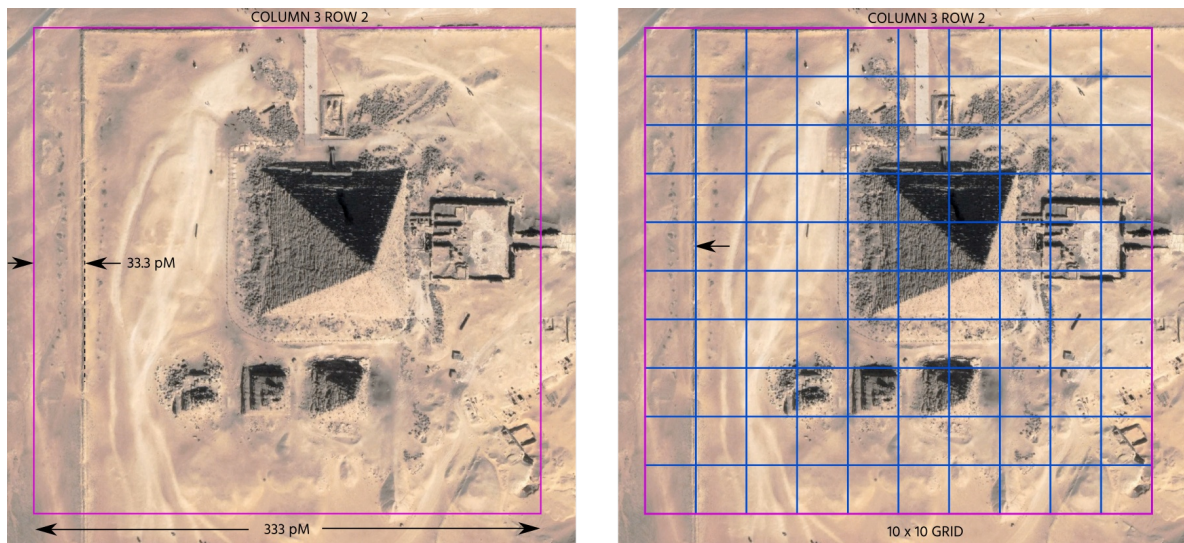 COLUMN 3 ROW 2
33.3 pM
333 pM
COLUMN 3 ROW 2
10 x 10 GRID